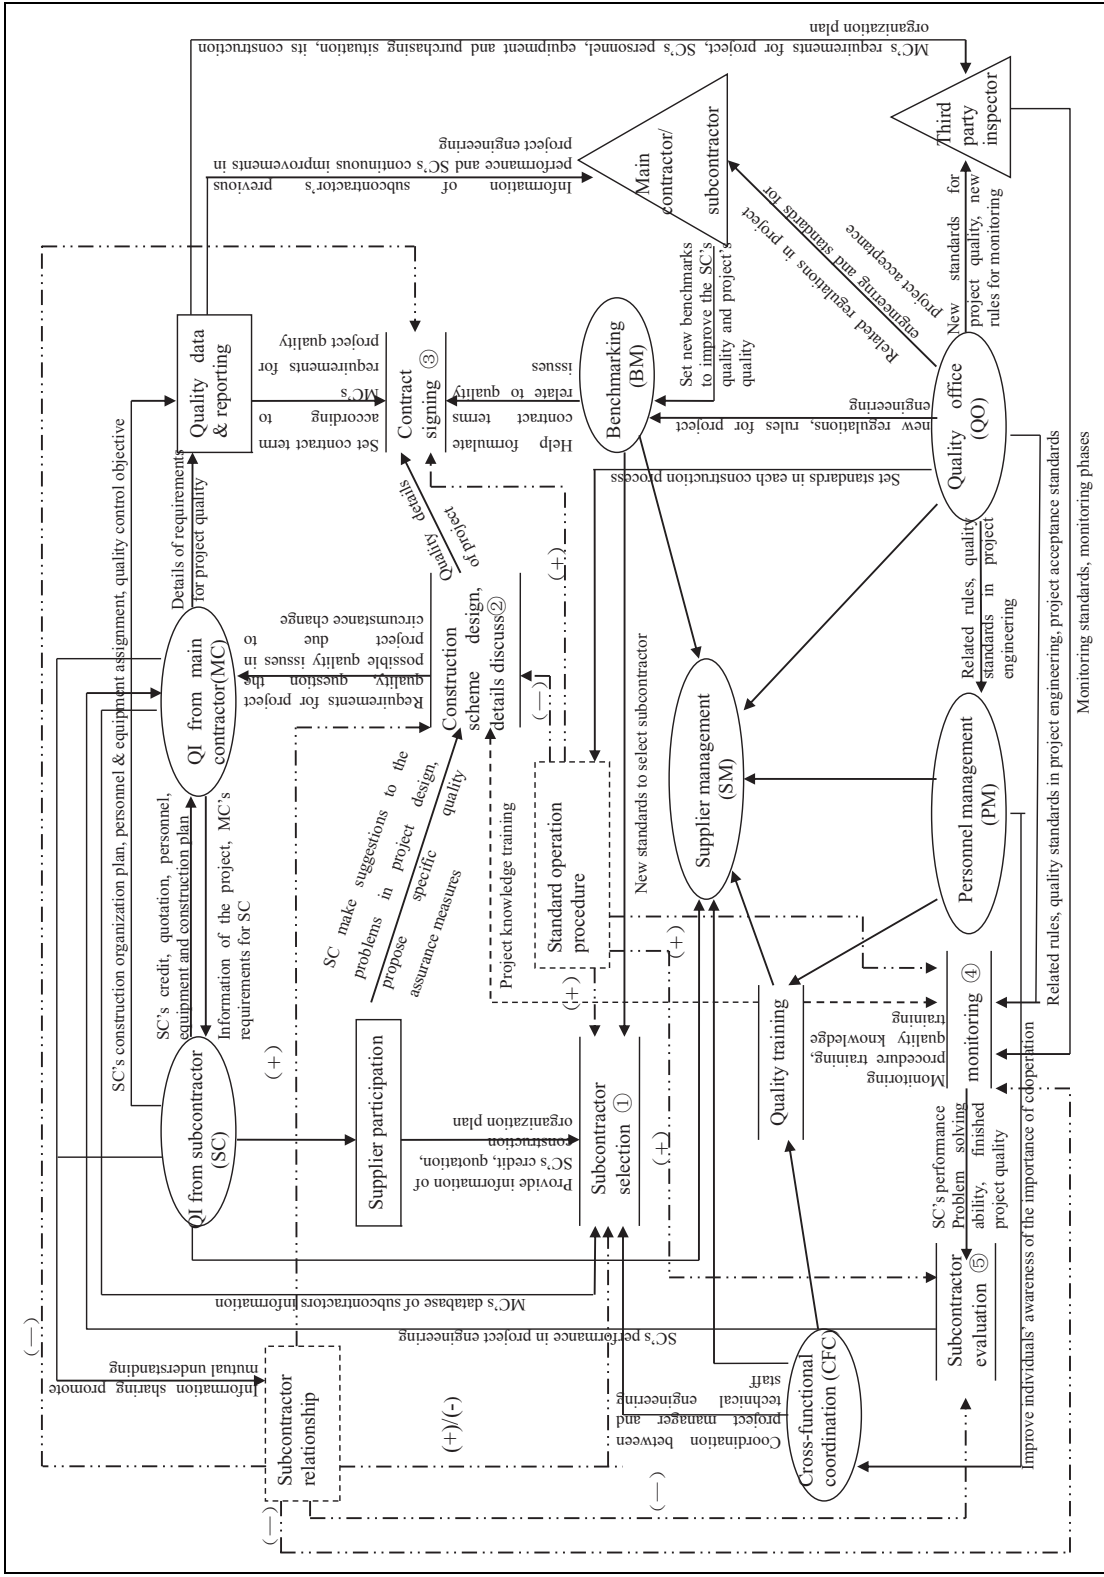 MC's requirements for project, SC's personnel, equipment and purchasing situation, its construction
organization plan
Information of subcontractor's previous
performance and SC's continuous improvements in
project engineering
Main
contractor/
subcontractor
Third
party
inspector
Quality data
& reporting
Set contract term
according to
MC's
requirements for
project quality
Contract
signing ③
Help formulate
contract terms
relate to quality
issues
Benchmarking
(BM)
Set new benchmarks
to improve the SC's
quality and project's
quality
Related regulations in project
engineering and standards for
project acceptance
New standards for
project quality, new
rules for monitoring
new regulations, rules for project
engineering
Quality office
(QO)
Set standards in each construction process
SC's construction organization plan, personnel & equipment assignment, quality control objective
Details of requirements
for project quality
QI from main
contractor(MC)
Requirements for project
quality, question the
possible quality issues in
project due to
circumstance change
Quality details
of project
Construction
scheme design,
details discuss②
(—)
(+)
Related rules, quality
standards in project
engineering
Related rules, quality standards in project engineering, project acceptance standards
Monitoring standards, monitoring phases
SC's credit, quotation, personnel,
equipment and construction plan
Information of the project, MC's
requirements for SC
SC make suggestions to the
problems in project design,
propose specific quality
assurance measures
Project knowledge training
Standard operation
procedure
New standards to select subcontractor
Supplier management
(SM)
Personnel management
(PM)
(+)
(+)
(+)
QI from subcontractor
(SC)
Supplier participation
Provide information of
SC's credit, quotation,
construction
organization plan
Subcontractor
selection ①
(+)
Quality training
Monitoring
procedure training,
quality knowledge
training
monitoring ④
SC's performance
Problem solving
ability, finished
project quality
Improve individuals' awareness of the importance of cooperation
MC's database of subcontractors information
SC's performance in project engineering
(—)
Information sharing promote
mutual understanding
Subcontractor
relationship
(+)/(-)
Coordination between
project manager and
technical engineering
staff
Cross-functional
coordination (CFC)
Subcontractor
evaluation ⑤
(—)
(—)